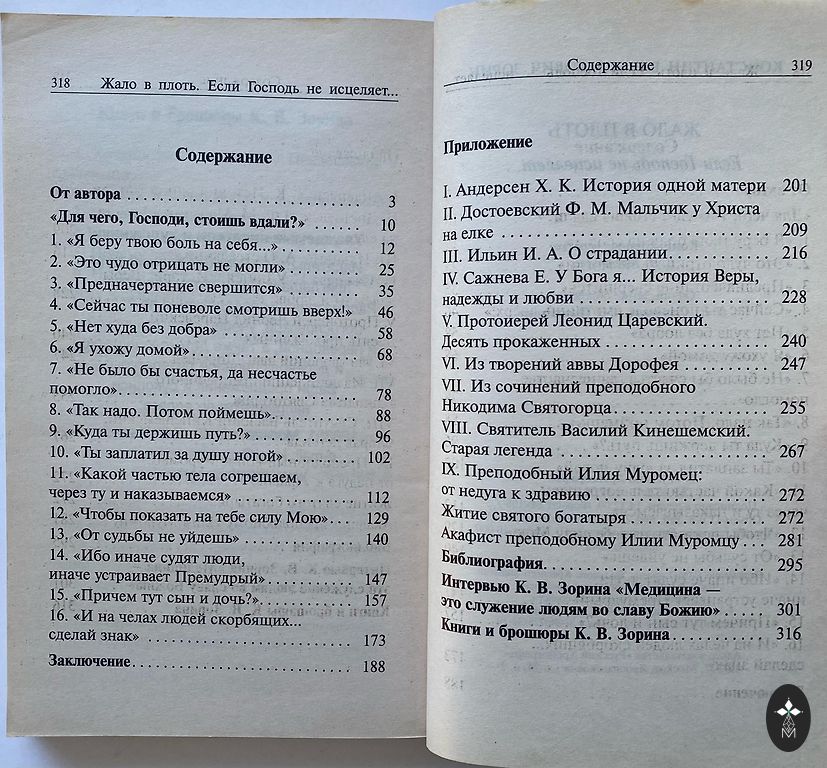 318 Жало в плоть. Если Господь не исцеляет...
Содержание
От автора 3
«Для чего, Господи, стоишь вдали?» 10
1. «Я беру твою боль на себя...» 12
2. «Это чудо отрицать не могли» 25
3. «Предначертание свершится» 35
4. «Сейчас ты поневоле смотришь вверх!» 46
5. «Нет худа без добра» 58
6. «Я ухожу домой» 68
7. «Не было бы счастья, да несчастье
помогло» 78
8. «Так надо. Потом поймешь» 88
9. «Куда ты держишь путь?» 96
10. «Ты заплатил за душу ногой» 102
11. «Какой частью тела согрешаем,
через ту и наказываемся» 112
12. «Чтобы показать на тебе силу Мою» 129
13. «От судьбы не уйдешь» 140
14. «Ибо иначе судят люди,
иначе устраивает Премудрый» 147
15. «Причем тут сын и дочь?» 157
16. «И на челах людей скорбящих...
сделай знак» 173
Заключение 188
Содержание 319
Приложение
I. Андерсен Х. К. История одной матери 201
II. Достоевский Ф. М. Мальчик у Христа
на елке 209
III. Ильин И. А. О страдании 216
IV. Сажнева Е. У Бога я... История Веры,
надежды и любви 228
V. Протоиерей Леонид Царевский.
Десять прокаженных 240
VI. Из творений аввы Дорофея 247
VII. Из сочинений преподобного
Никодима Святогорца 255
VIII. Святитель Василий Кинешемский.
Старая легенда 267
IX. Преподобный Илия Муромец:
от недуга к здравию 272
Житие святого богатыря 272
Акафист преподобному Илии Муромцу 281
Библиография 295
Интервью К. В. Зорина «Медицина —
это служение людям во славу Божию» 301
Книги и брошюры К. В. Зорина 316